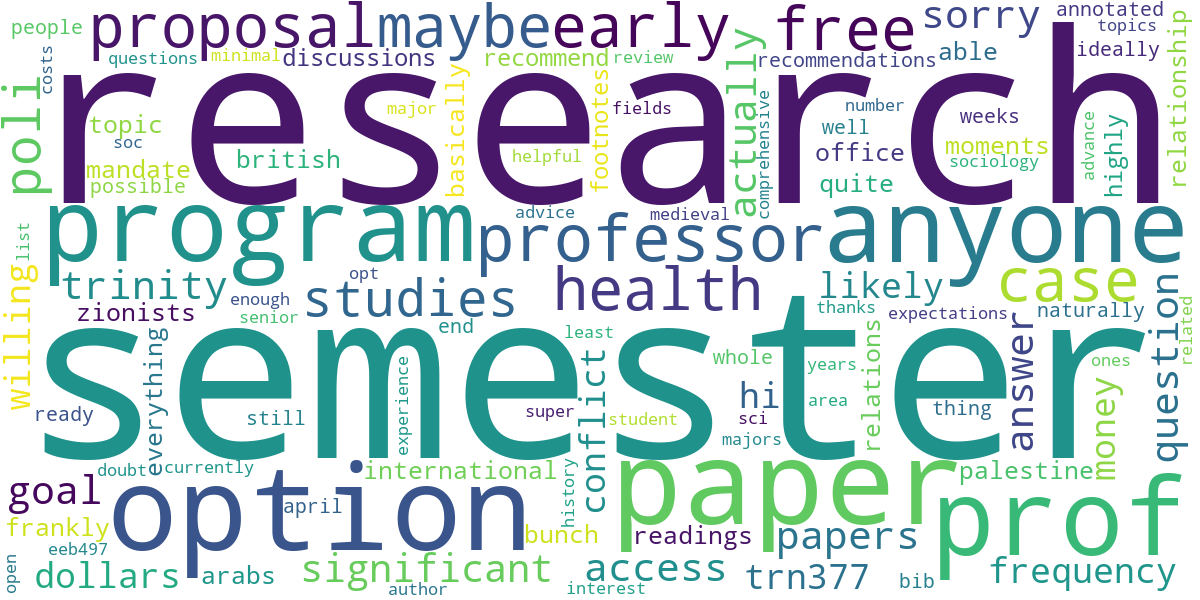 people
costs
proposal
maybe
early
free
sorry
annotated
topics
questions
minimal
discussions
recommend
review
recommendations
able
ideally
relationship
poli
research
topic
soc
mandate
possible
british
basically
major
helpful
footnotes
fields
actually
comprehensive
number
well
office
quite
weeks
moments
sociology
advance
highly
program
advice
medieval
professor
anyone
list
willing
trinity
opt
studies
health
likely
case
enough
zionists
senior
end
least
thanks
expectations
naturally
question
related
semester
ready
everything
still
experience
super
conflict
student
whole
sci
majors
hi
years
area
relations
thing
answer
ones
money
doubt
currently
international
history
paper
palestine
goal
option
april
prof
frankly
bunch
readings
papers
eeb497
open
dollars
arabs
significant
author
access
interest
trn377
bib
frequency